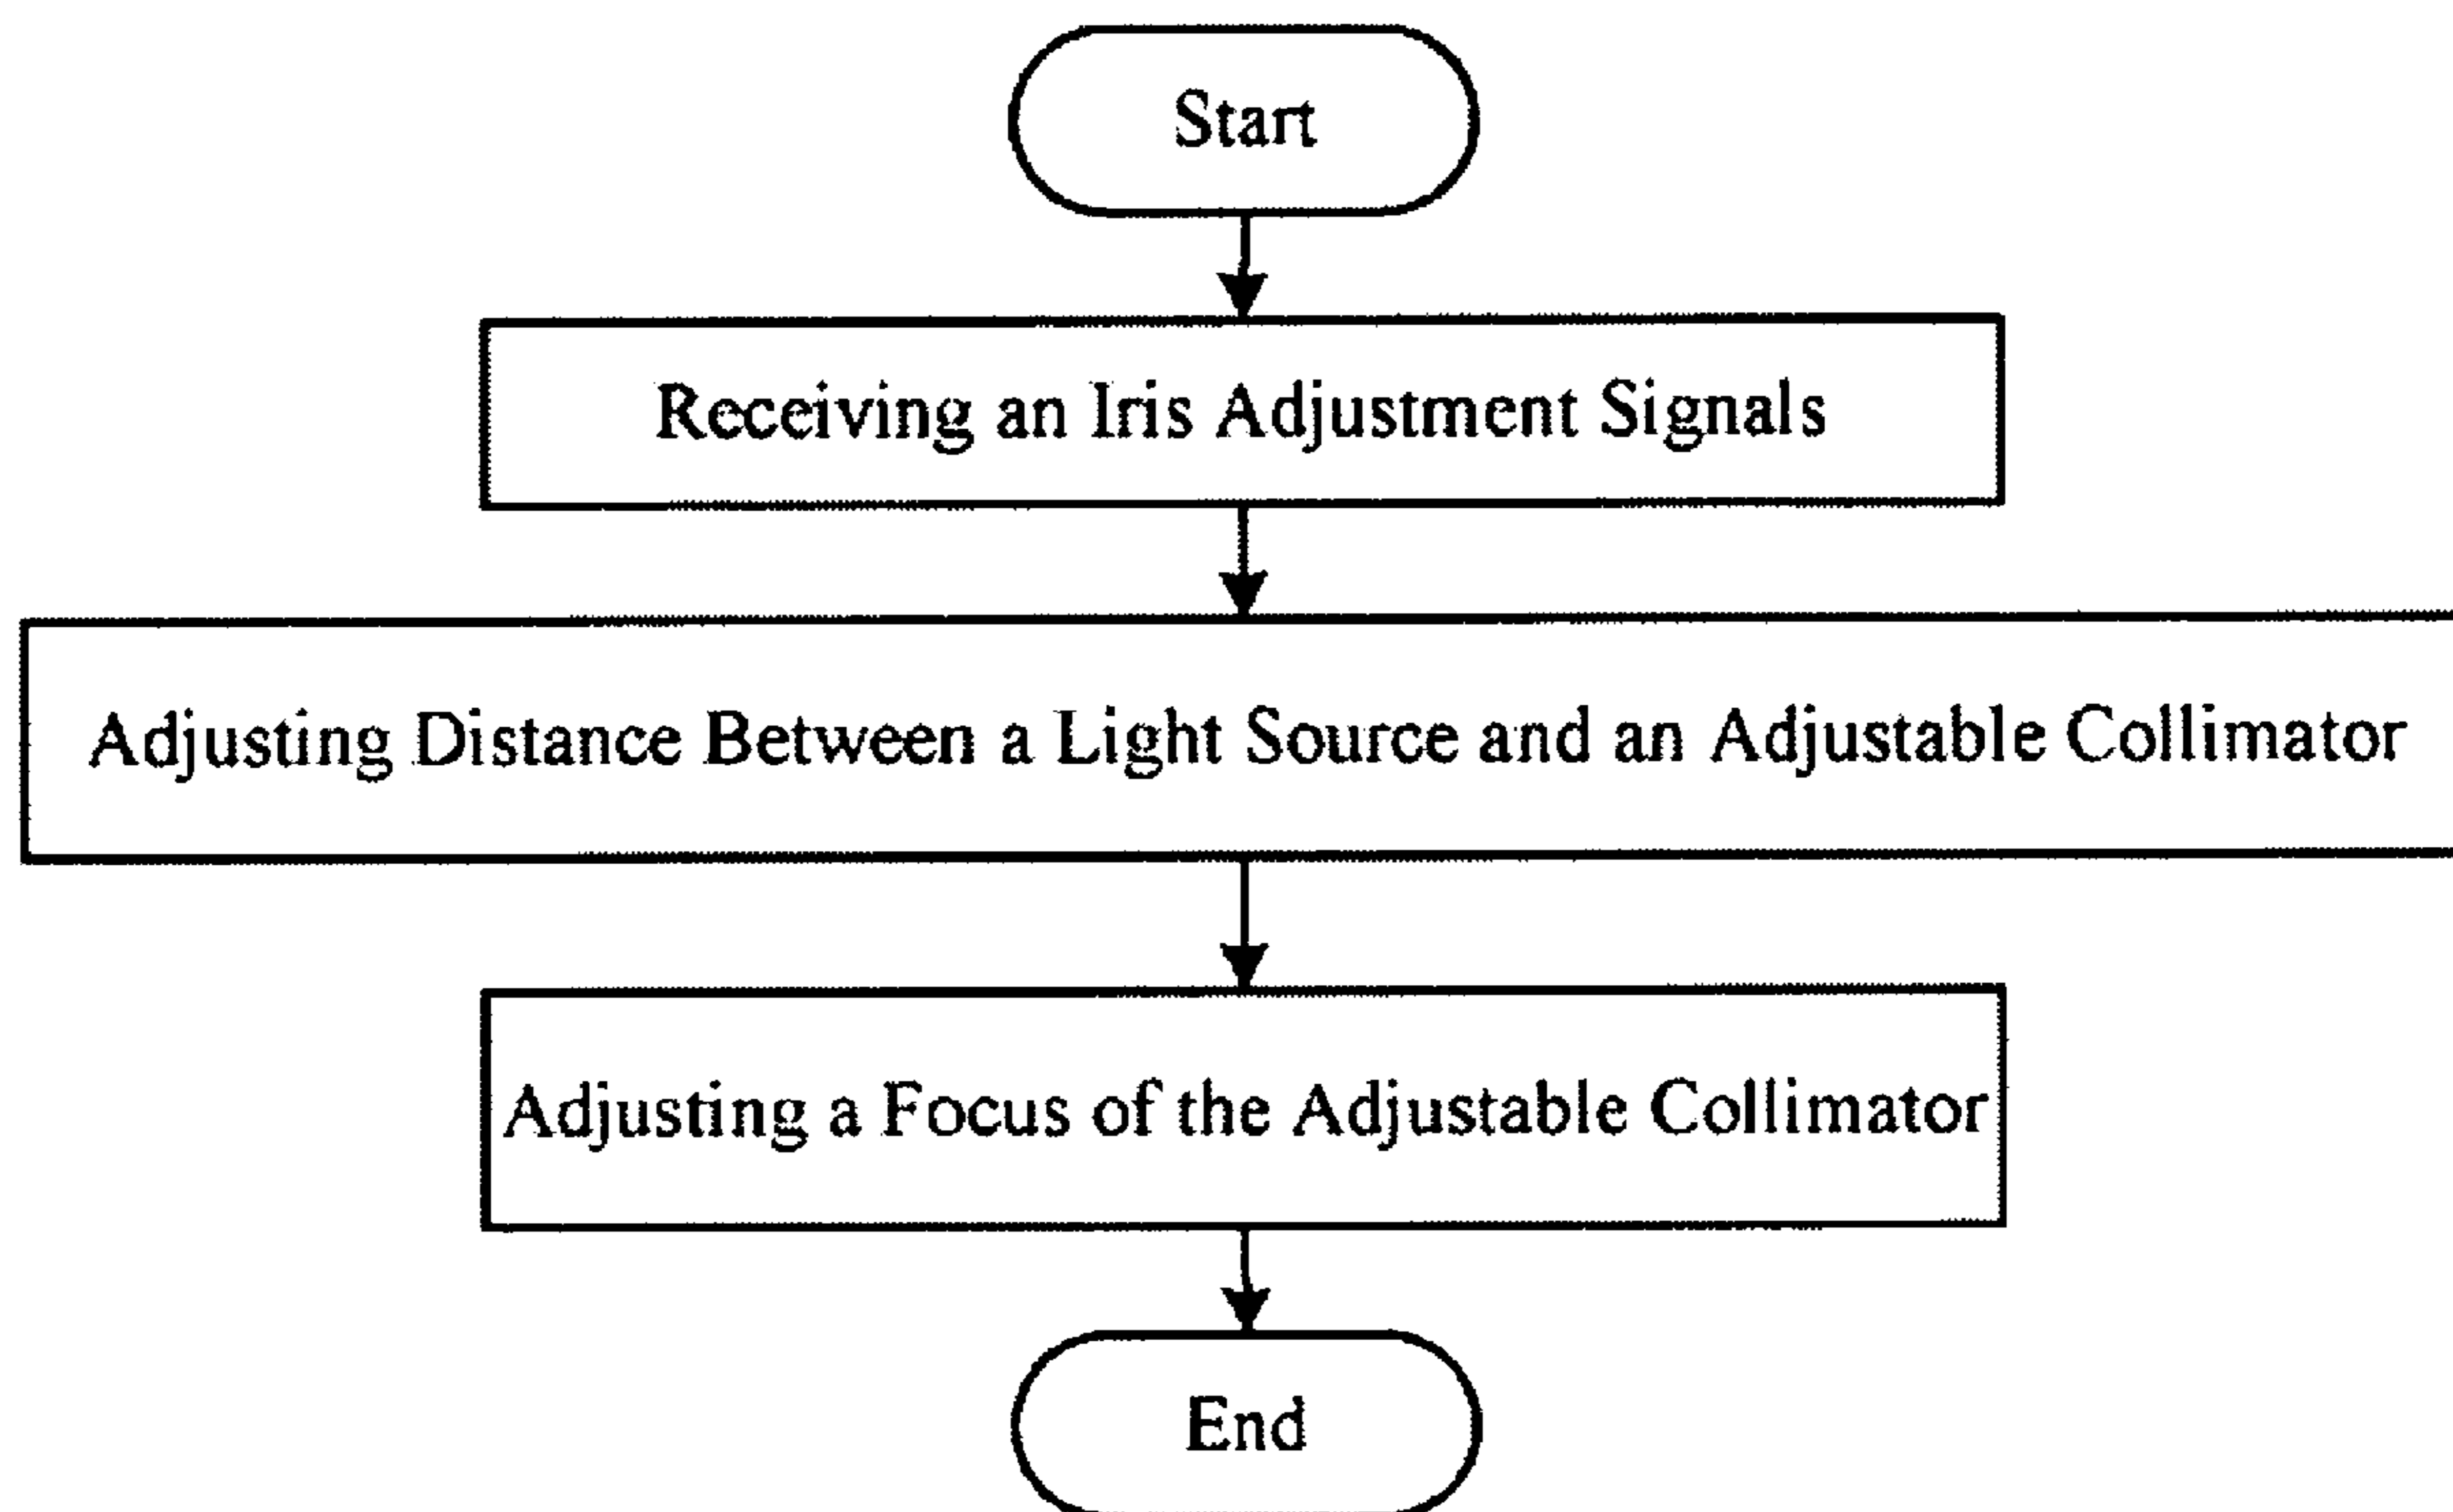 Start
Receiving an Iris Adjustment Signals
Adjusting Distance Between a Light Source and an Adjustable Collimator
Adjusting a Focus of the Adjustable Collimator
End